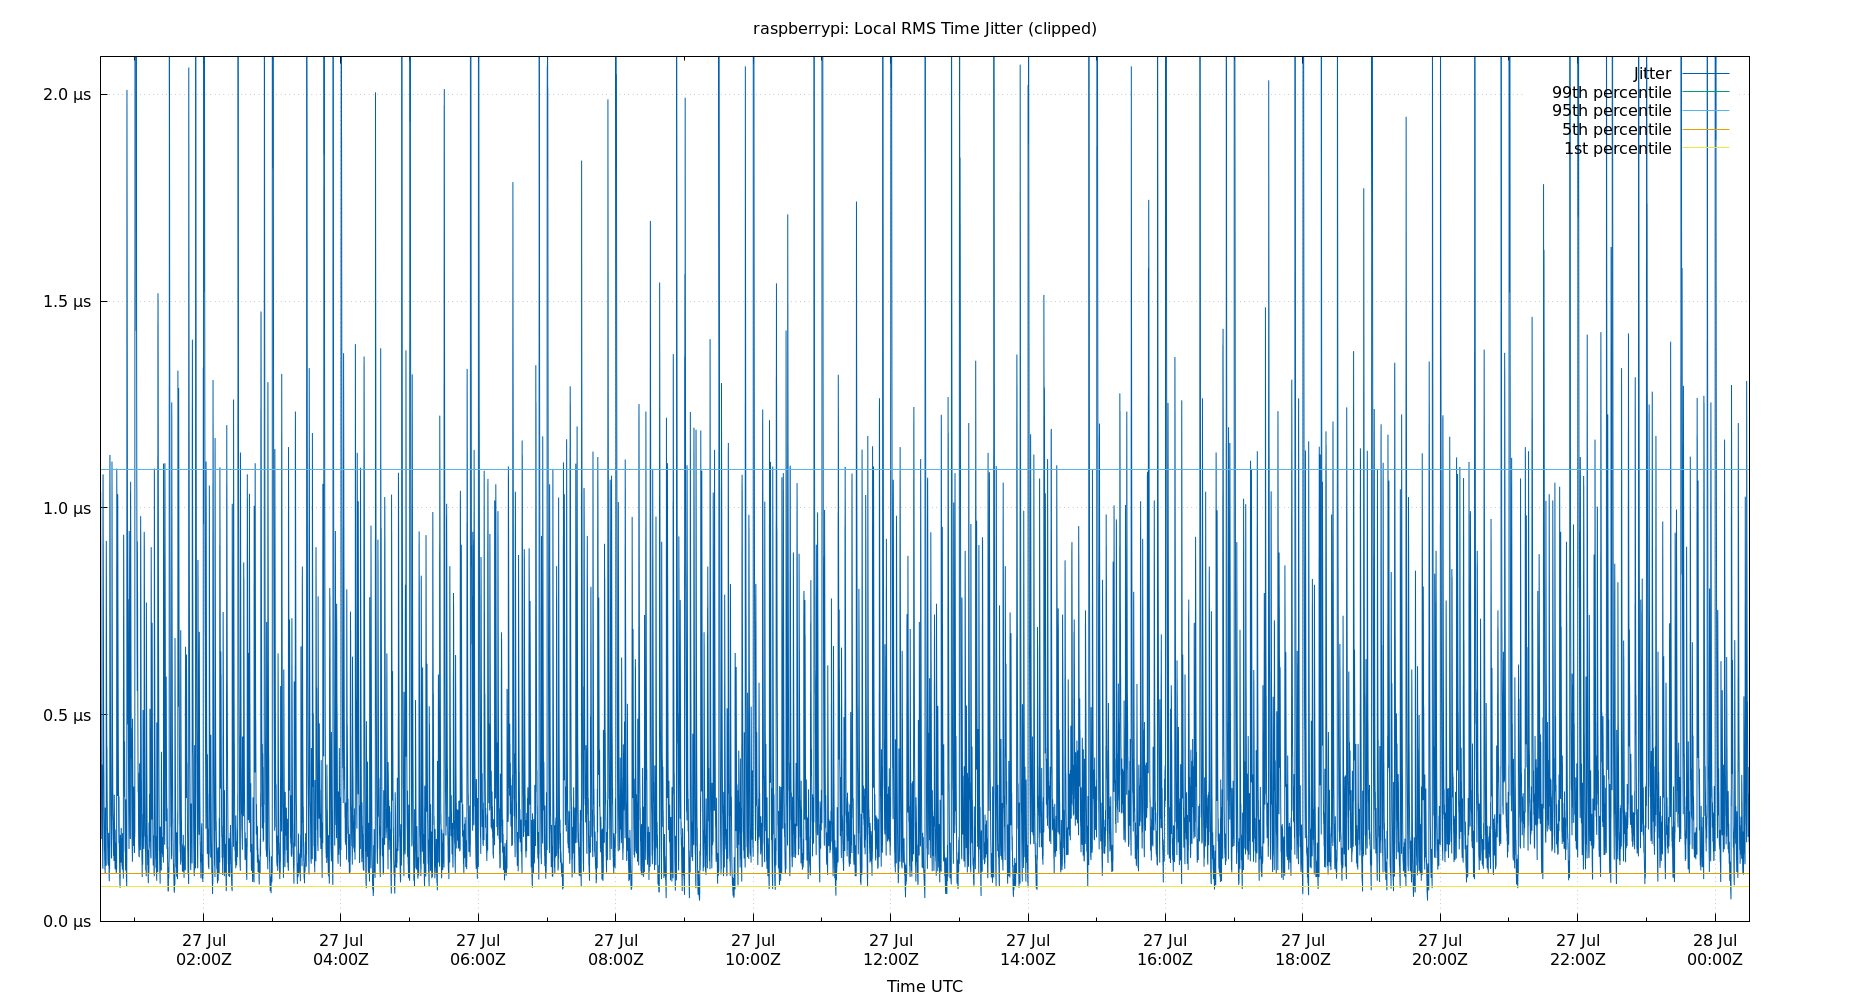 raspberrypi: Local RMS Time Jitter (clipped)
2.0 µs
1.5 µs
1.0 µs
0.5 µs
0.0 µs
Jitter
99th percentile
95th percentile
5th percentile
1st percentile
27 Jul 27 Jul 27 Jul 27 Jul 27 Jul 27 Jul 27 Jul 27 Jul 27 Jul 27 Jul 27 Jul 28 Jul
02:00Z 04:00Z 06:00Z 08:00Z 10:00Z 12:00Z 14:00Z 16:00Z 18:00Z 20:00Z 22:00Z 00:00Z
Time UTC